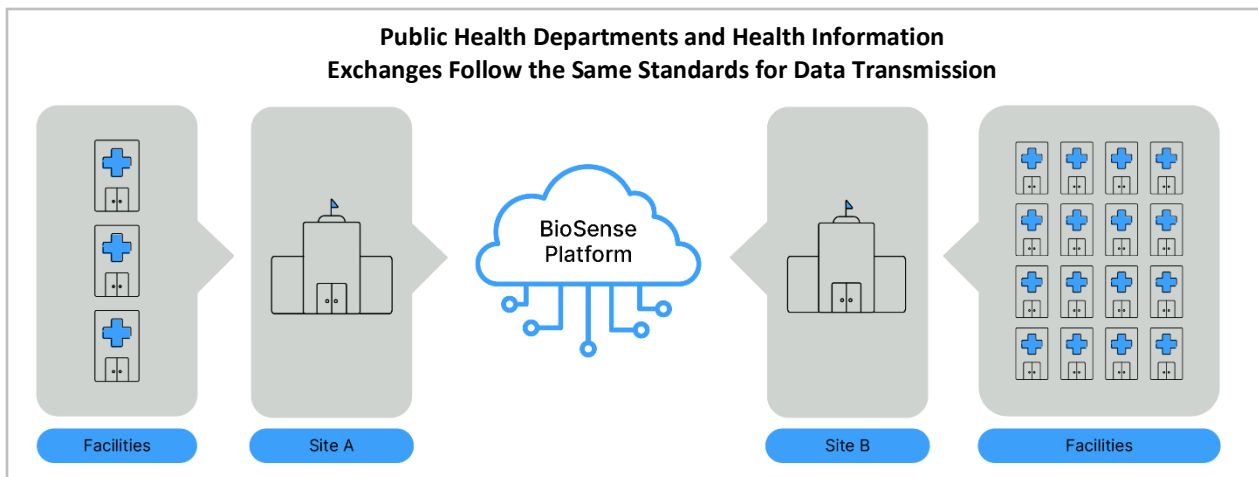 Public Health Departments and Health Information
Exchanges Follow the Same Standards for Data Transmission
BioSense
Platform
Facilities
Site A
Site B
Facilities